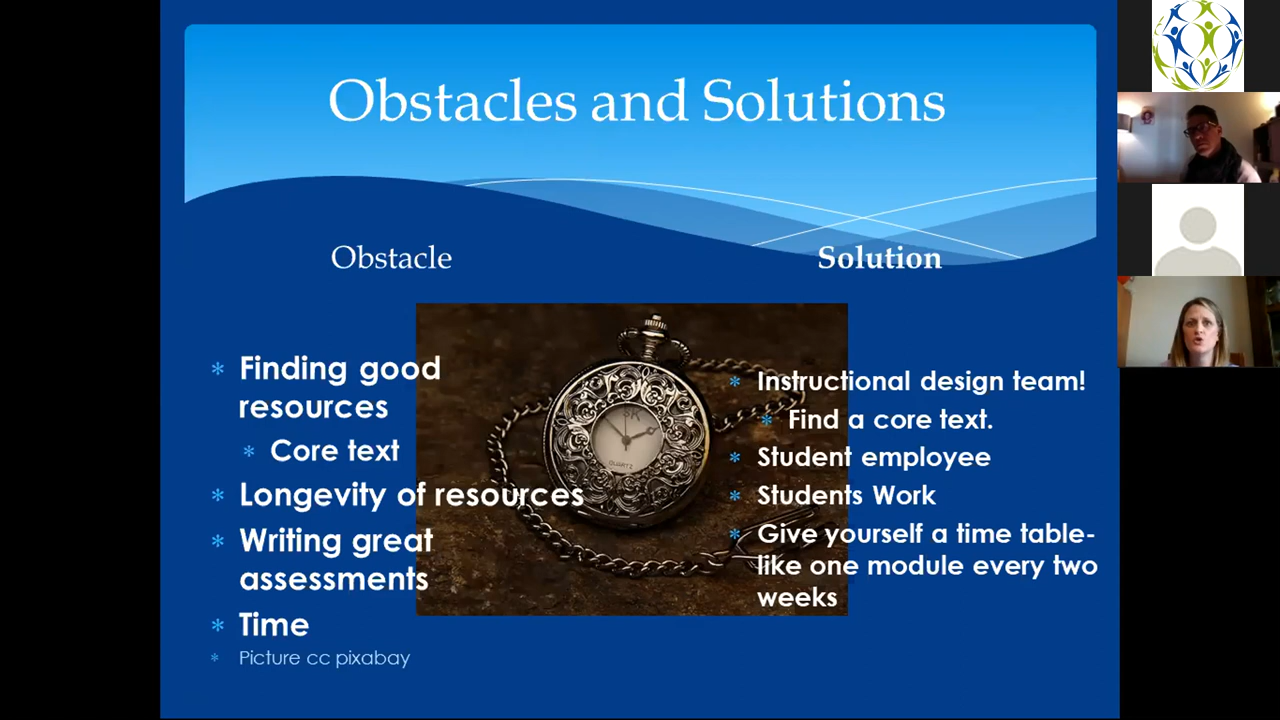 Obstacles and Solutions
Obstacle
Finding good
resources
Core text
Longevity of resources
Writing great
assessments
Time
Picture cc pixabay
Solution
Instructional design team!
Find a core text.
Student employee
Students Work
Give yourself a time table-
like one module every two
weeks
SK
QUARTZ